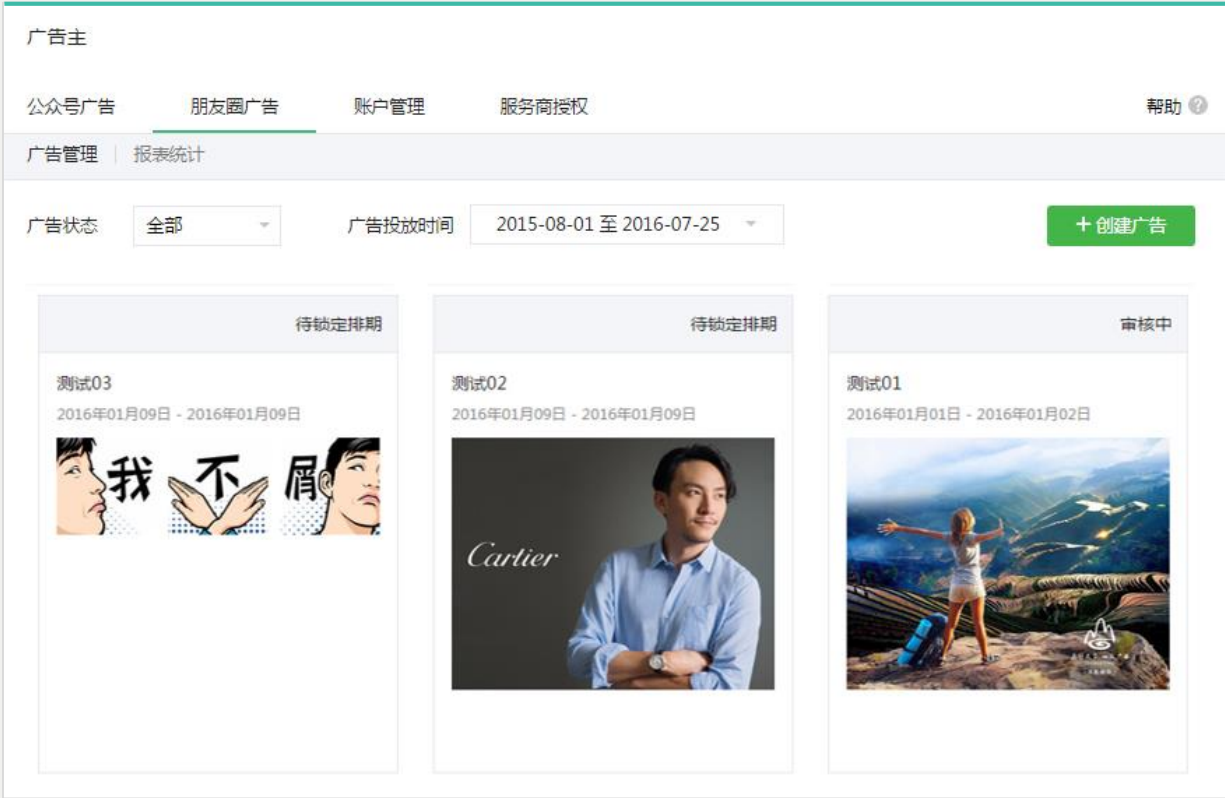 广告主
公众号广告 朋友圈广告 账户管理 服务商授权 帮助 ?
广告管理 报表统计
广告状态 全部 广告投放时间 2015-08-01 至 2016-07-25 +创建广告
待锁定排期 待锁定排期 审核中
测试03 测试02 测试01
2016年01月09日 - 2016年01月09日 2016年01月09日 - 2016年01月09日 2016年01月01日 - 2016年01月02日
我不屑
Cartier